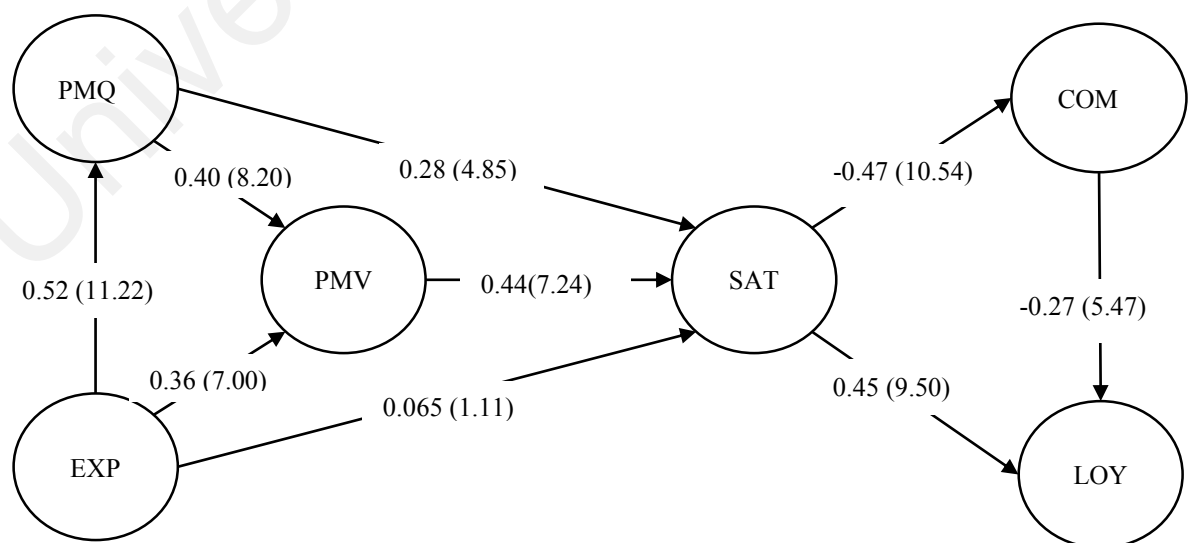 Unive
PMQ
COM
0.40 (8.20)
0.28 (4.85)
-0.47 (10.54)
0.52 (11.22)
PMV
0.44(7.24)
SAT
-0.27 (5.47)
0.36 (7.00)
0.065 (1.11)
0.45 (9.50)
EXP
LOY